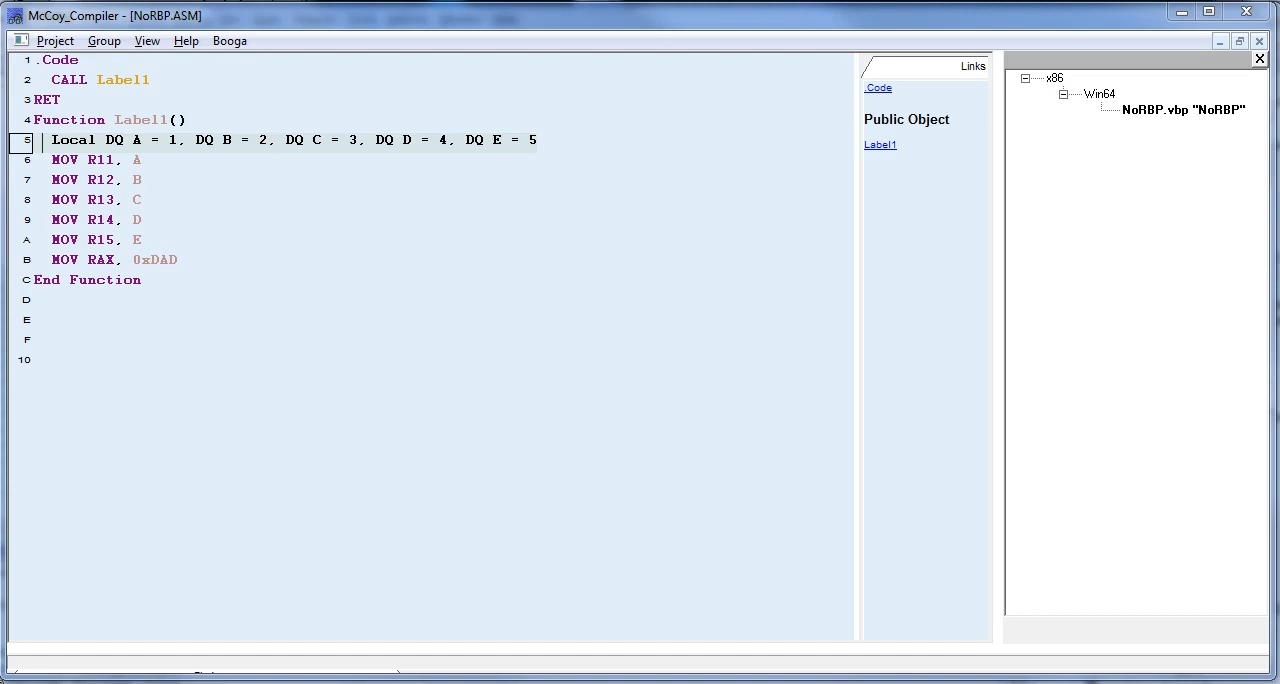 McCoy_Compiler - [NoRBP.ASM]
Project Group View Help Booga
1 .Code
2 CALL Label1
3 RET
4 Function Label1()
5 Local DQ A = 1, DQ B = 2, DQ C = 3, DQ D = 4, DQ E = 5
6 MOV R11, A
7 MOV R12, B
8 MOV R13, C
9 MOV R14, D
A MOV R15, E
B MOV RAX, 0xDAD
C End Function
D
E
F
10
Links
.Code
Public Object
Label1
X
x86
Win64
NoRBP.vbp "NoRBP"